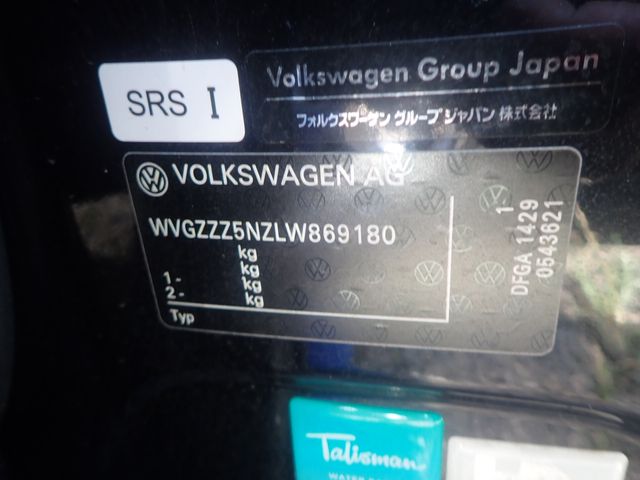 SRS I
Volkswagen Group Japan
フォルクスワーゲン グループ ジャパン 株式会社
VOLKSWAGEN AG
WVGZZZ5NZLW869180
kg
kg
1- kg
2- kg
Typ
1
DFGA 1429
0543621
Talisman